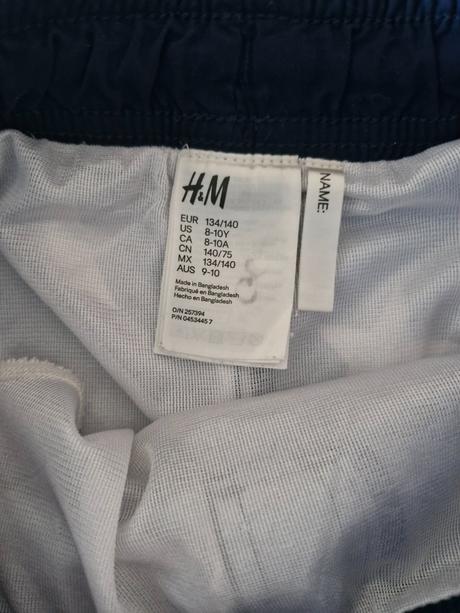 H&M
EUR 134/140
US 8-10Y
CA 8-10A
CN 140/75
MX 134/140
AUS 9-10
Made in Bangladesh
Fabriqué en Bangladesh
Hecho en Bangladesh
O/N 257394
P/N 0453445 7
NAME: